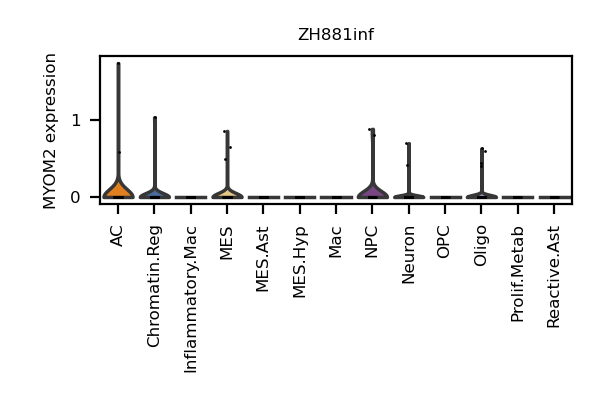 ZH881inf
MYOM2 expression
1
0
AC
Chromatin.Reg
Inflammatory.Mac
MES
MES.Ast
MES.Hyp
Mac
NPC
Neuron
OPC
Oligo
Prolif.Metab
Reactive.Ast